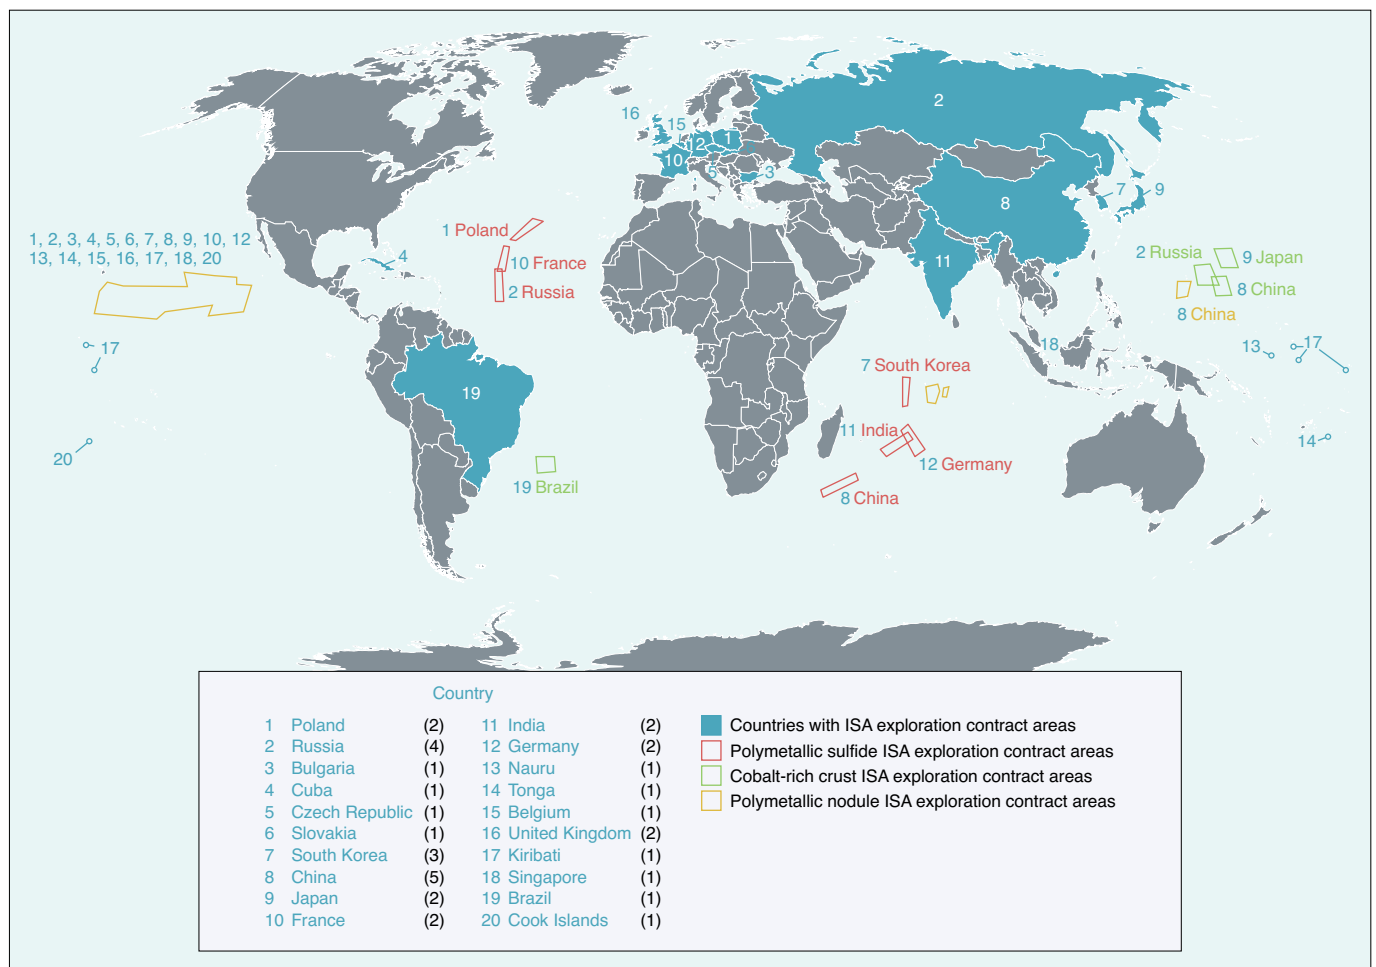 2
16
15
12
1
10
5
3
8
7
9
11
4
1 Poland
10 France
2 Russia
1, 2, 3, 4, 5, 6, 7, 8, 9, 10, 12
13, 14, 15, 16, 17, 18, 20
2 Russia
9 Japan
8 China
8 China
17
18
13
17
19
7 South Korea
11 India
12 Germany
14
20
19 Brazil
8 China
Country
1 Poland (2)
2 Russia (4)
3 Bulgaria (1)
4 Cuba (1)
5 Czech Republic (1)
6 Slovakia (1)
7 South Korea (3)
8 China (5)
9 Japan (2)
10 France (2)
11 India (2)
12 Germany (2)
13 Nauru (1)
14 Tonga (1)
15 Belgium (1)
16 United Kingdom (2)
17 Kiribati (1)
18 Singapore (1)
19 Brazil (1)
20 Cook Islands (1)
Countries with ISA exploration contract areas
Polymetallic sulfide ISA exploration contract areas
Cobalt-rich crust ISA exploration contract areas
Polymetallic nodule ISA exploration contract areas